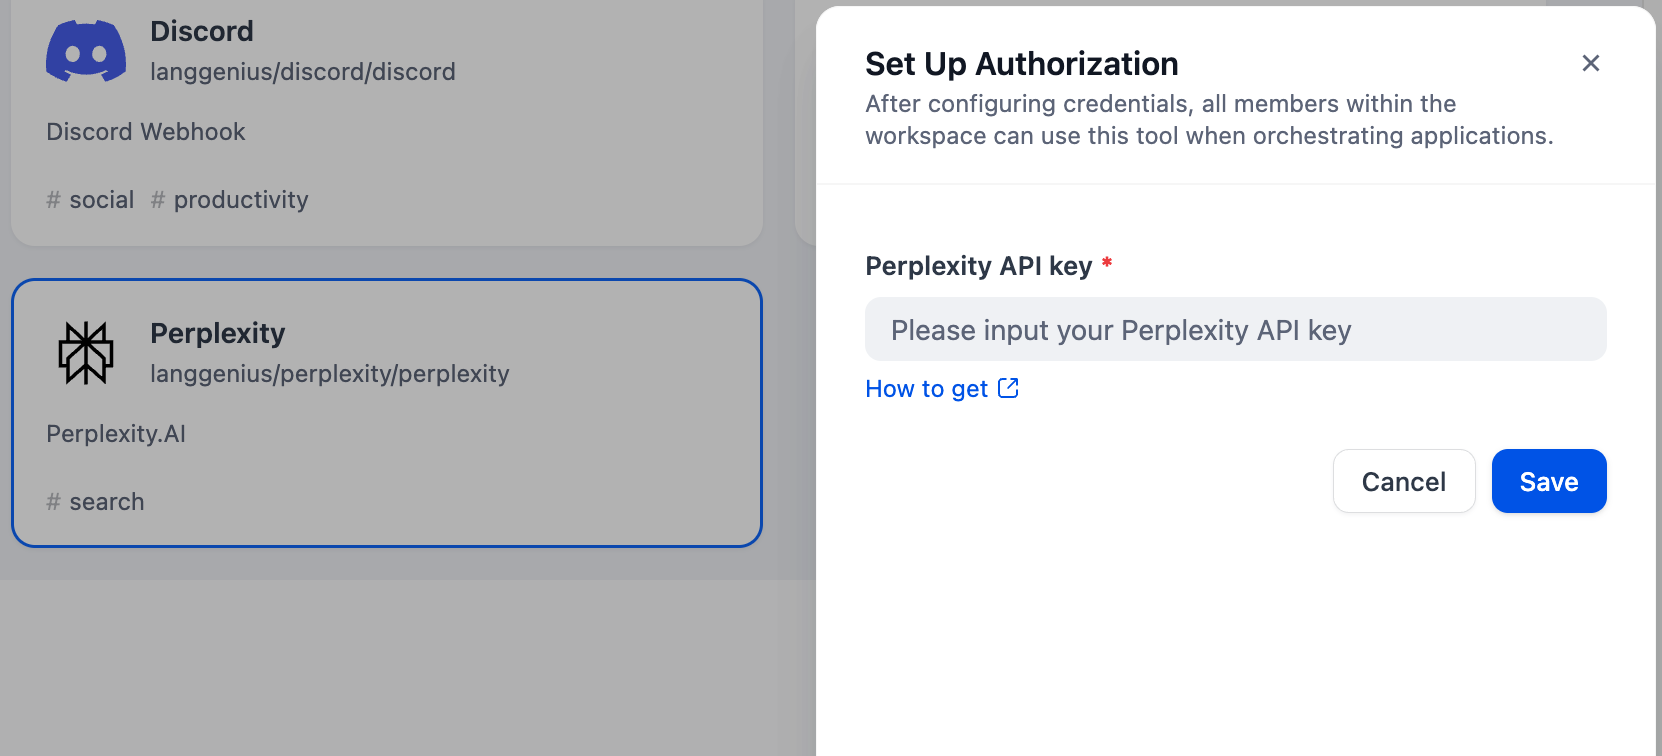 Discord
langgenius/discord/discord
Discord Webhook
# social # productivity
Perplexity
langgenius/perplexity/perplexity
Perplexity.AI
# search
Set Up Authorization
After configuring credentials, all members within the
workspace can use this tool when orchestrating applications.
Perplexity API key *
Please input your Perplexity API key
How to get
Cancel
Save